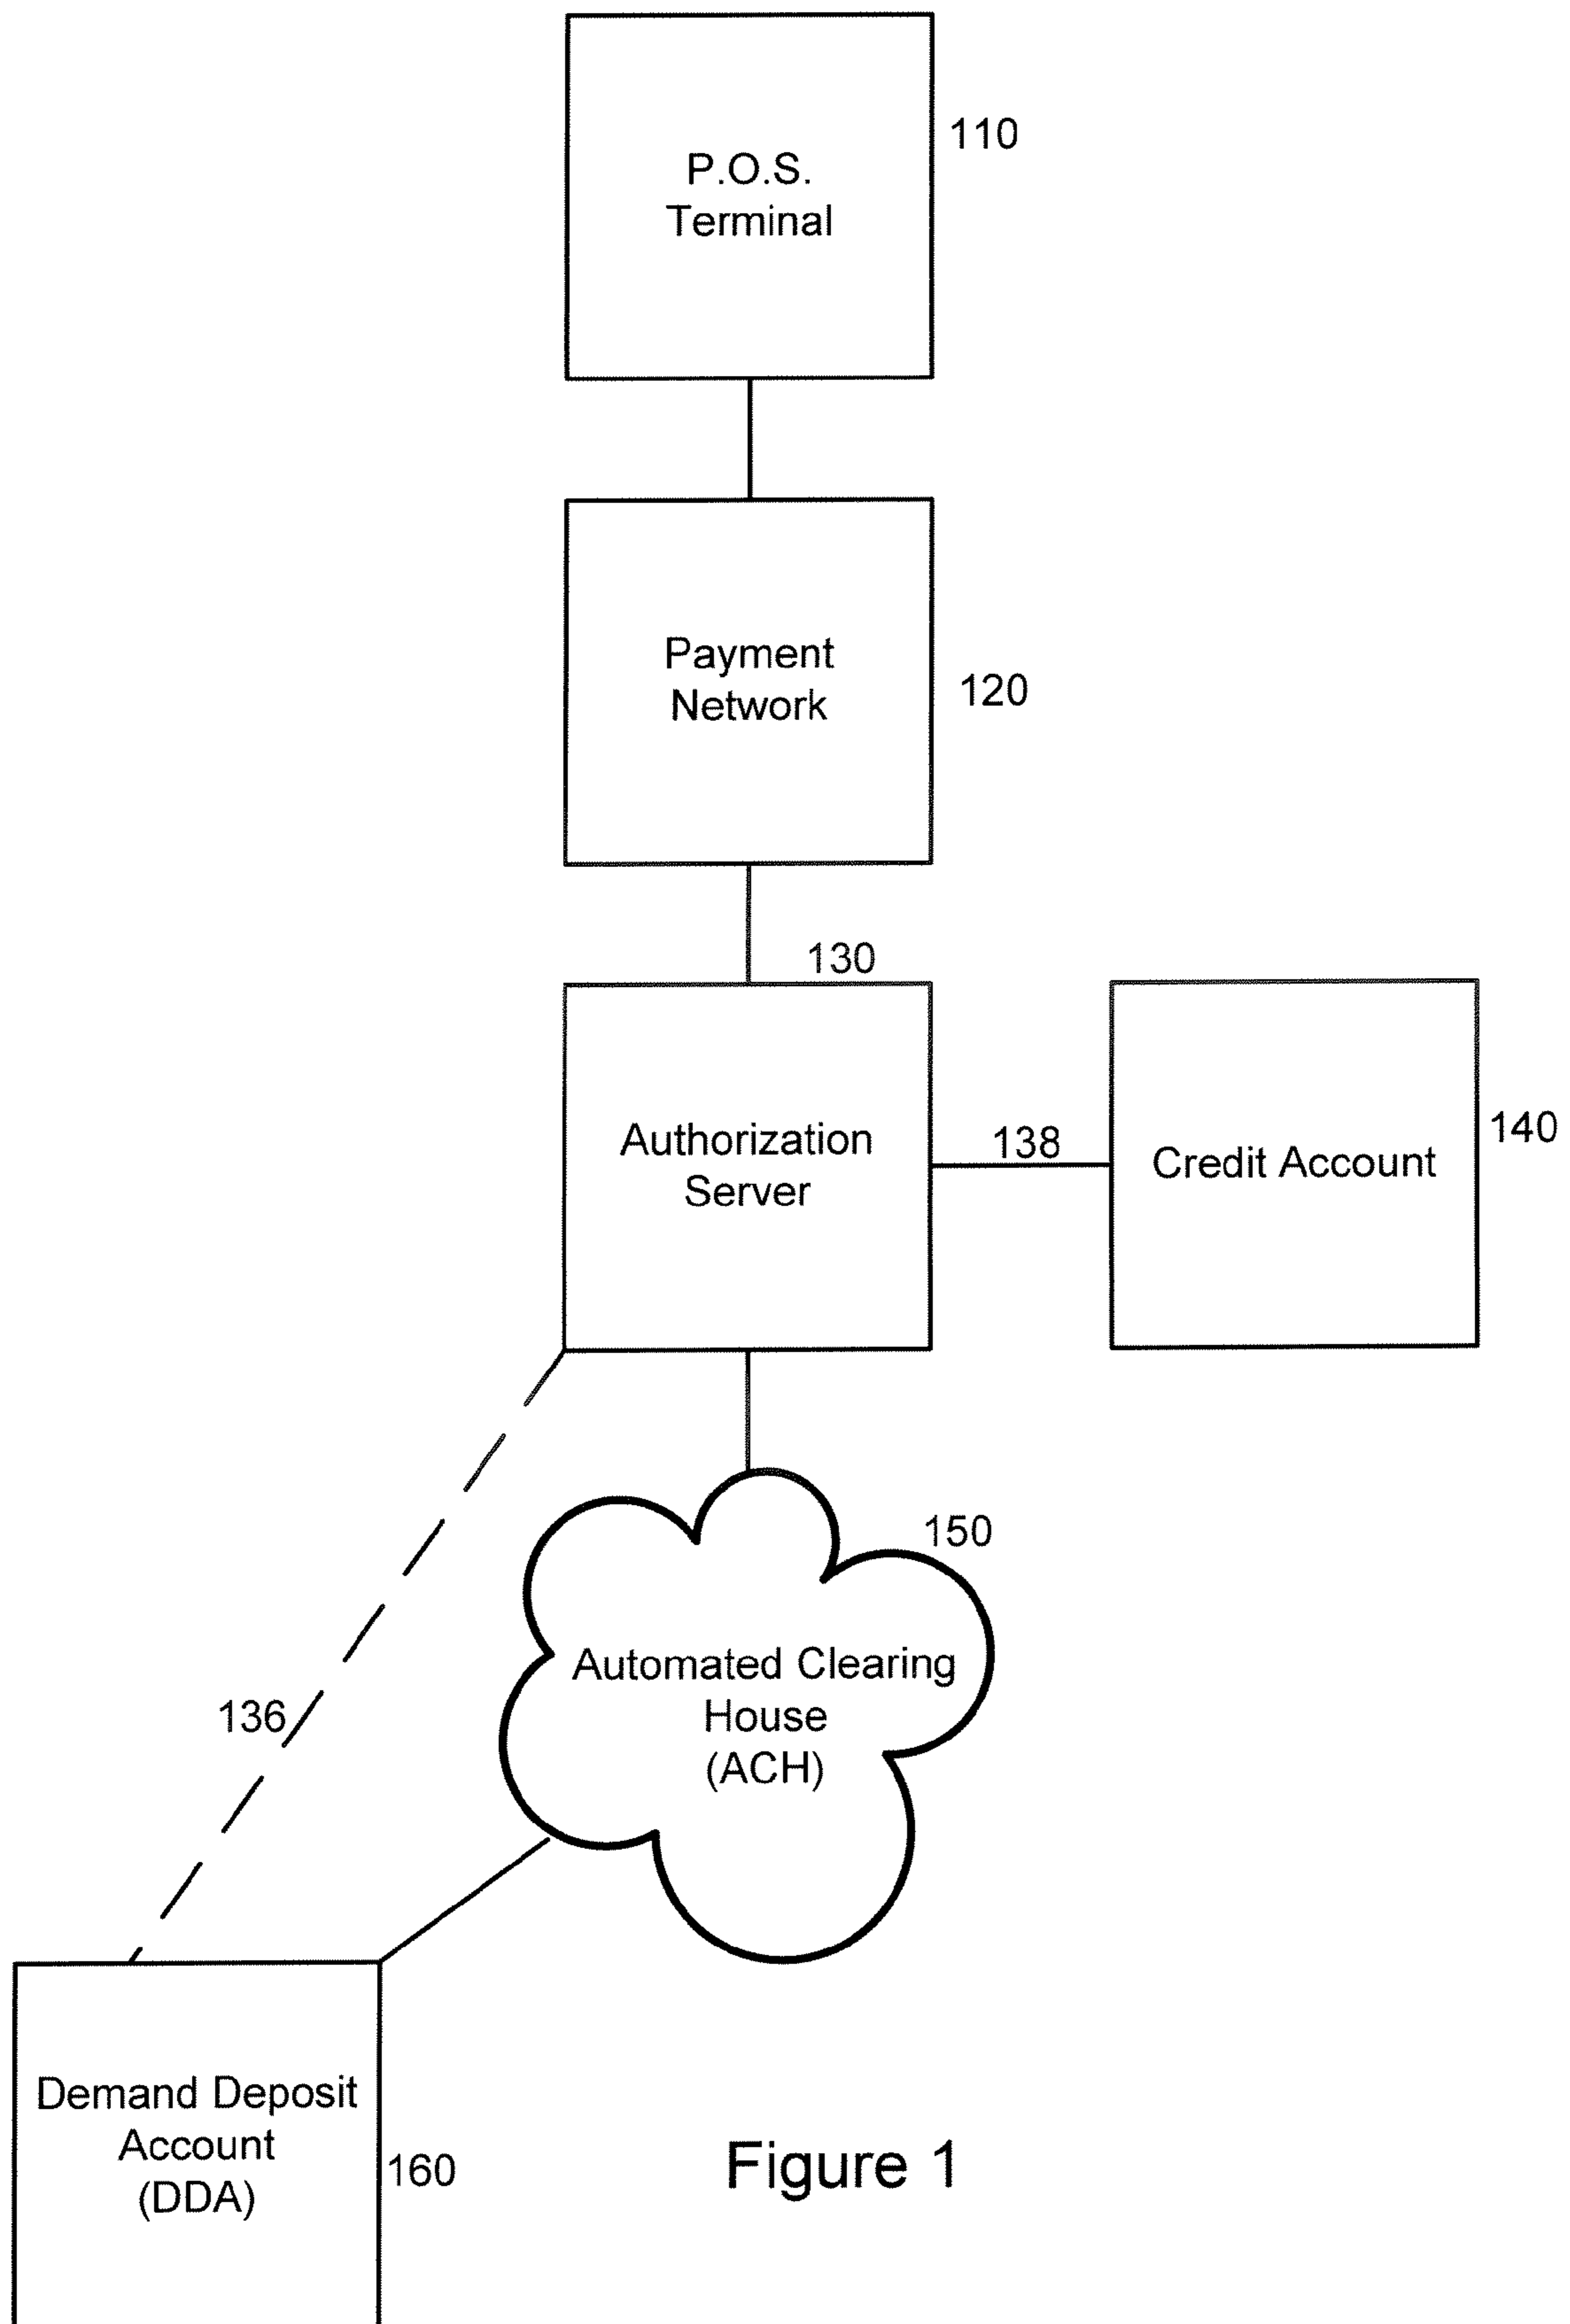 P.O.S.
Terminal
110
Payment
Network
120
130
Authorization
Server
138
Credit Account
140
150
Automated Clearing
House
(ACH)
136
Demand Deposit
Account
(DDA)
160
Figure 1